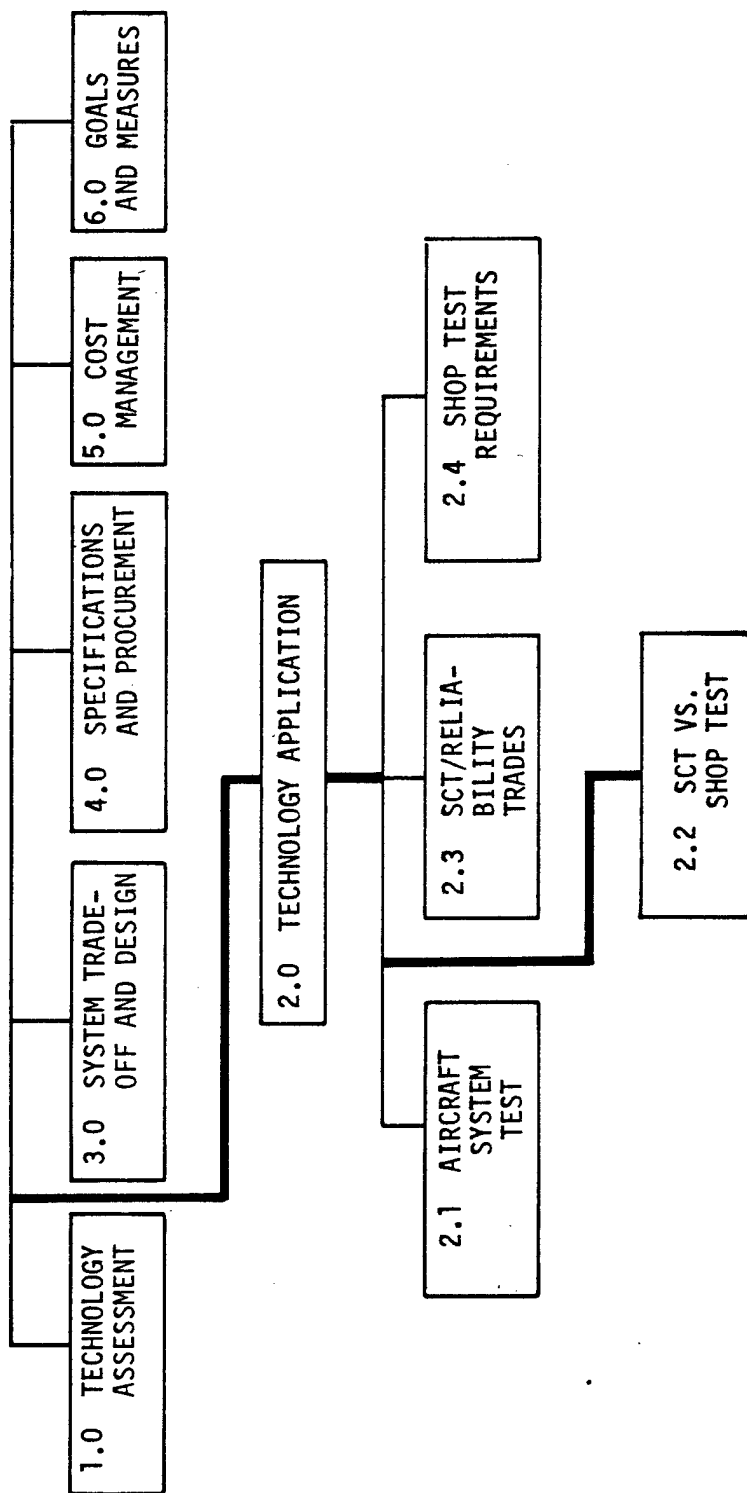 1.0 TECHNOLOGY
ASSESSMENT
3.0 SYSTEM TRADE-
OFF AND DESIGN
4.0 SPECIFICATIONS
AND PROCUREMENT
5.0 COST
MANAGEMENT
6.0 GOALS
AND MEASURES
2.0 TECHNOLOGY APPLICATION
2.1 AIRCRAFT
SYSTEM
TEST
2.3 SCT/RELIA-
BILITY
TRADES
2.4 SHOP TEST
REQUIREMENTS
2.2 SCT VS.
SHOP TEST